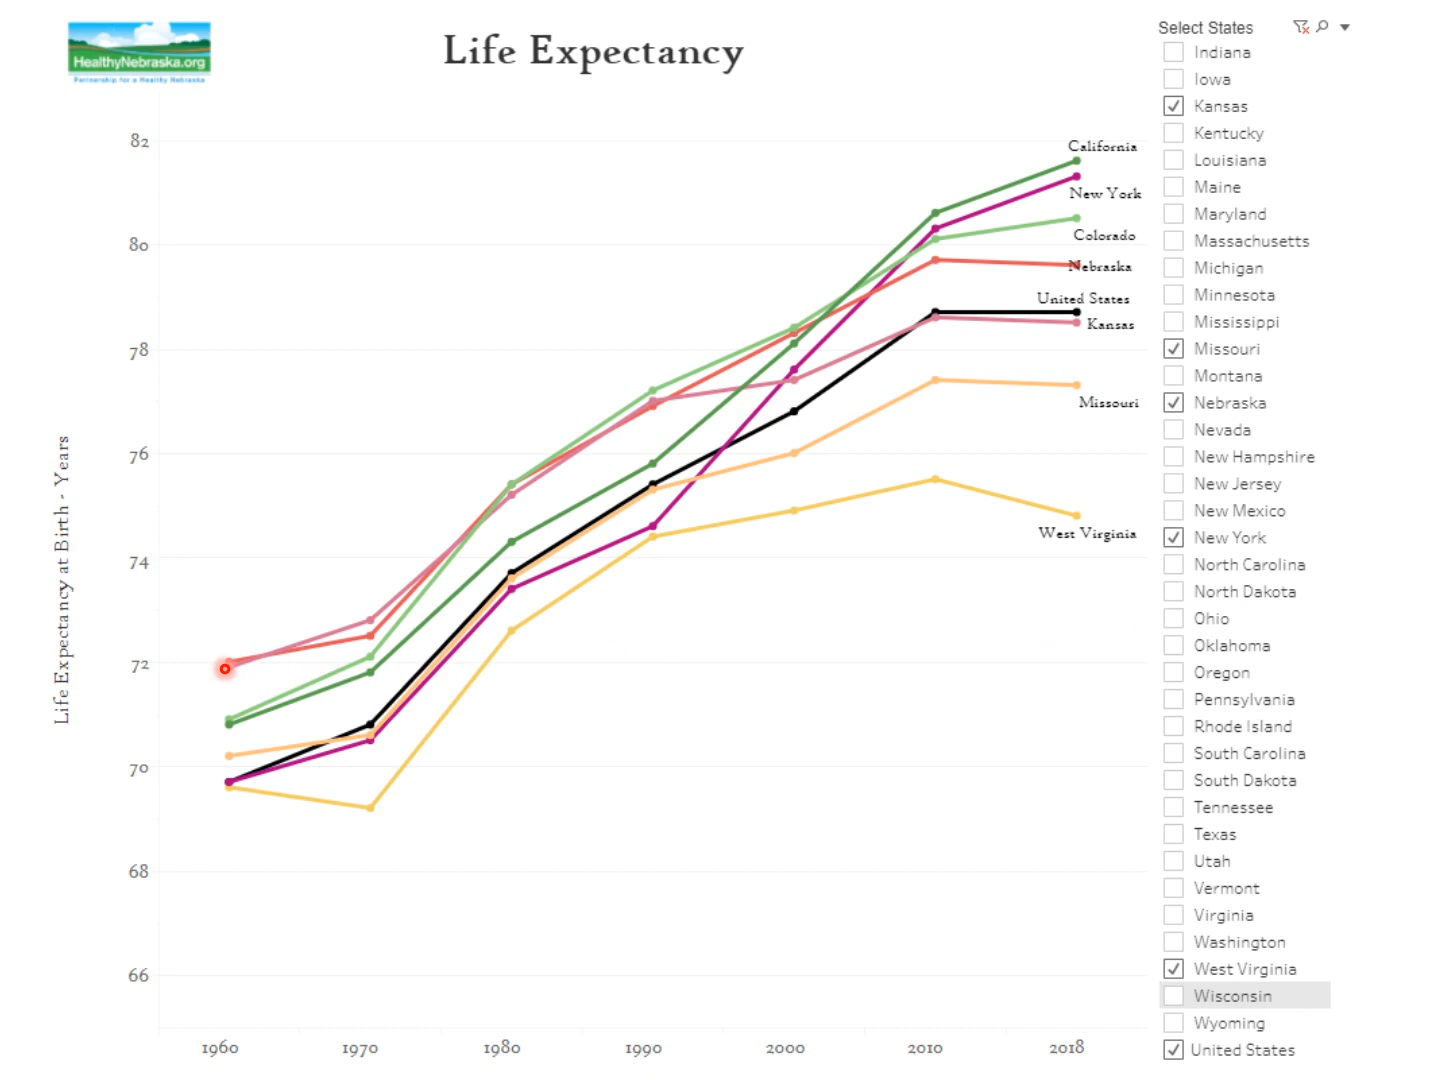 HealthyNebraska.org
Partnership for a Healthy Nebraska
Life Expectancy
Select States
Indiana
Iowa
Kansas
Kentucky
Louisiana
Maine
Maryland
Massachusetts
Michigan
Minnesota
Mississippi
Missouri
Montana
Nebraska
Nevada
New Hampshire
New Jersey
New Mexico
New York
North Carolina
North Dakota
Ohio
Oklahoma
Oregon
Pennsylvania
Rhode Island
South Carolina
South Dakota
Tennessee
Texas
Utah
Vermont
Virginia
Washington
West Virginia
Wisconsin
Wyoming
United States
Life Expectancy at Birth - Years
82
80
78
76
74
72
70
68
66
California
New York
Colorado
Nebraska
United States
Kansas
Missouri
West Virginia
1960 1970 1980 1990 2000 2010 2018